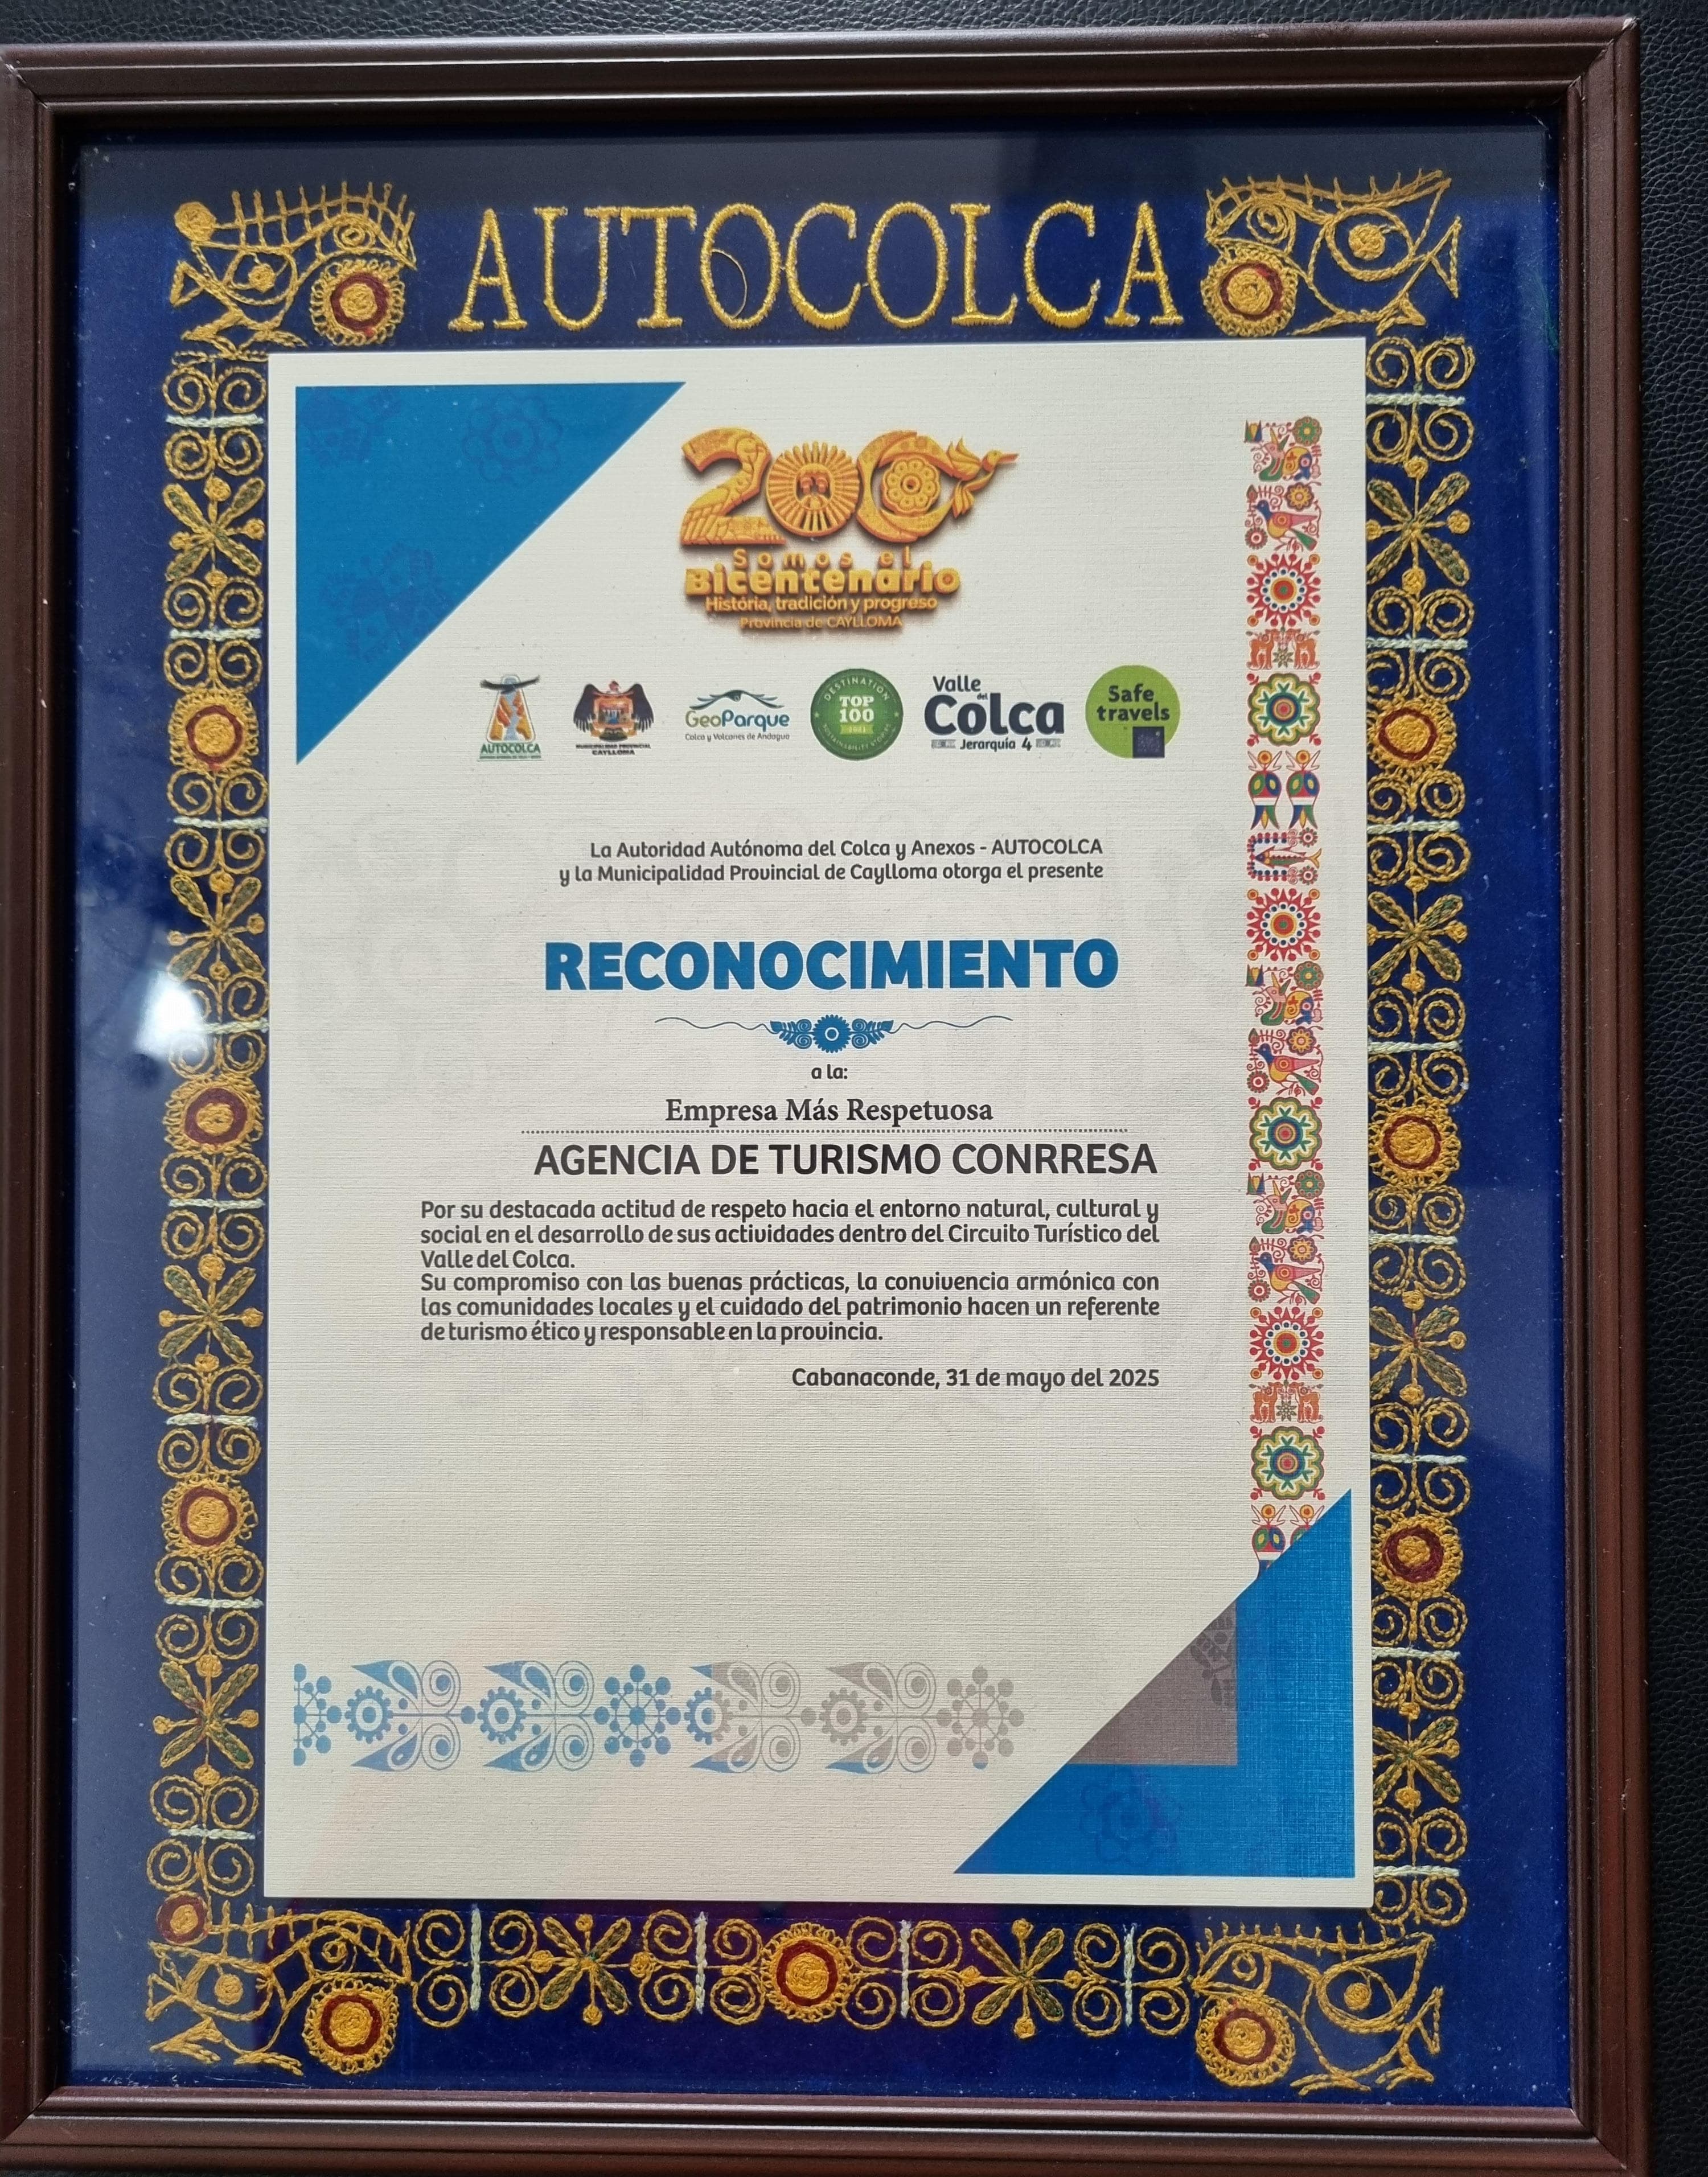 AUTOCOLCA
200
Somos el
Bicentenario
História, tradición y progreso
Provincia de CAYLLOMA
AUTOCOLCA
MUNICIPALIDAD PROVINCIAL
CAYLLOMA
GeoParque
Colca y Volcanes de Andagua
DESTINATION
TOP
100
2021
SUSTAINABILITY STORIES
Valle
del
Colca
Jerarquía 4
Safe
travels
La Autoridad Autónoma del Colca y Anexos - AUTOCOLCA
y la Municipalidad Provincial de Caylloma otorga el presente
RECONOCIMIENTO
a la:
Empresa Más Respetuosa
AGENCIA DE TURISMO CONRRESA
Por su destacada actitud de respeto hacia el entorno natural, cultural y
social en el desarrollo de sus actividades dentro del Circuito Turístico del
Valle del Colca.
Su compromiso con las buenas prácticas, la convivencia armónica con
las comunidades locales y el cuidado del patrimonio hacen un referente
de turismo ético y responsable en la provincia.
Cabanaconde, 31 de mayo del 2025